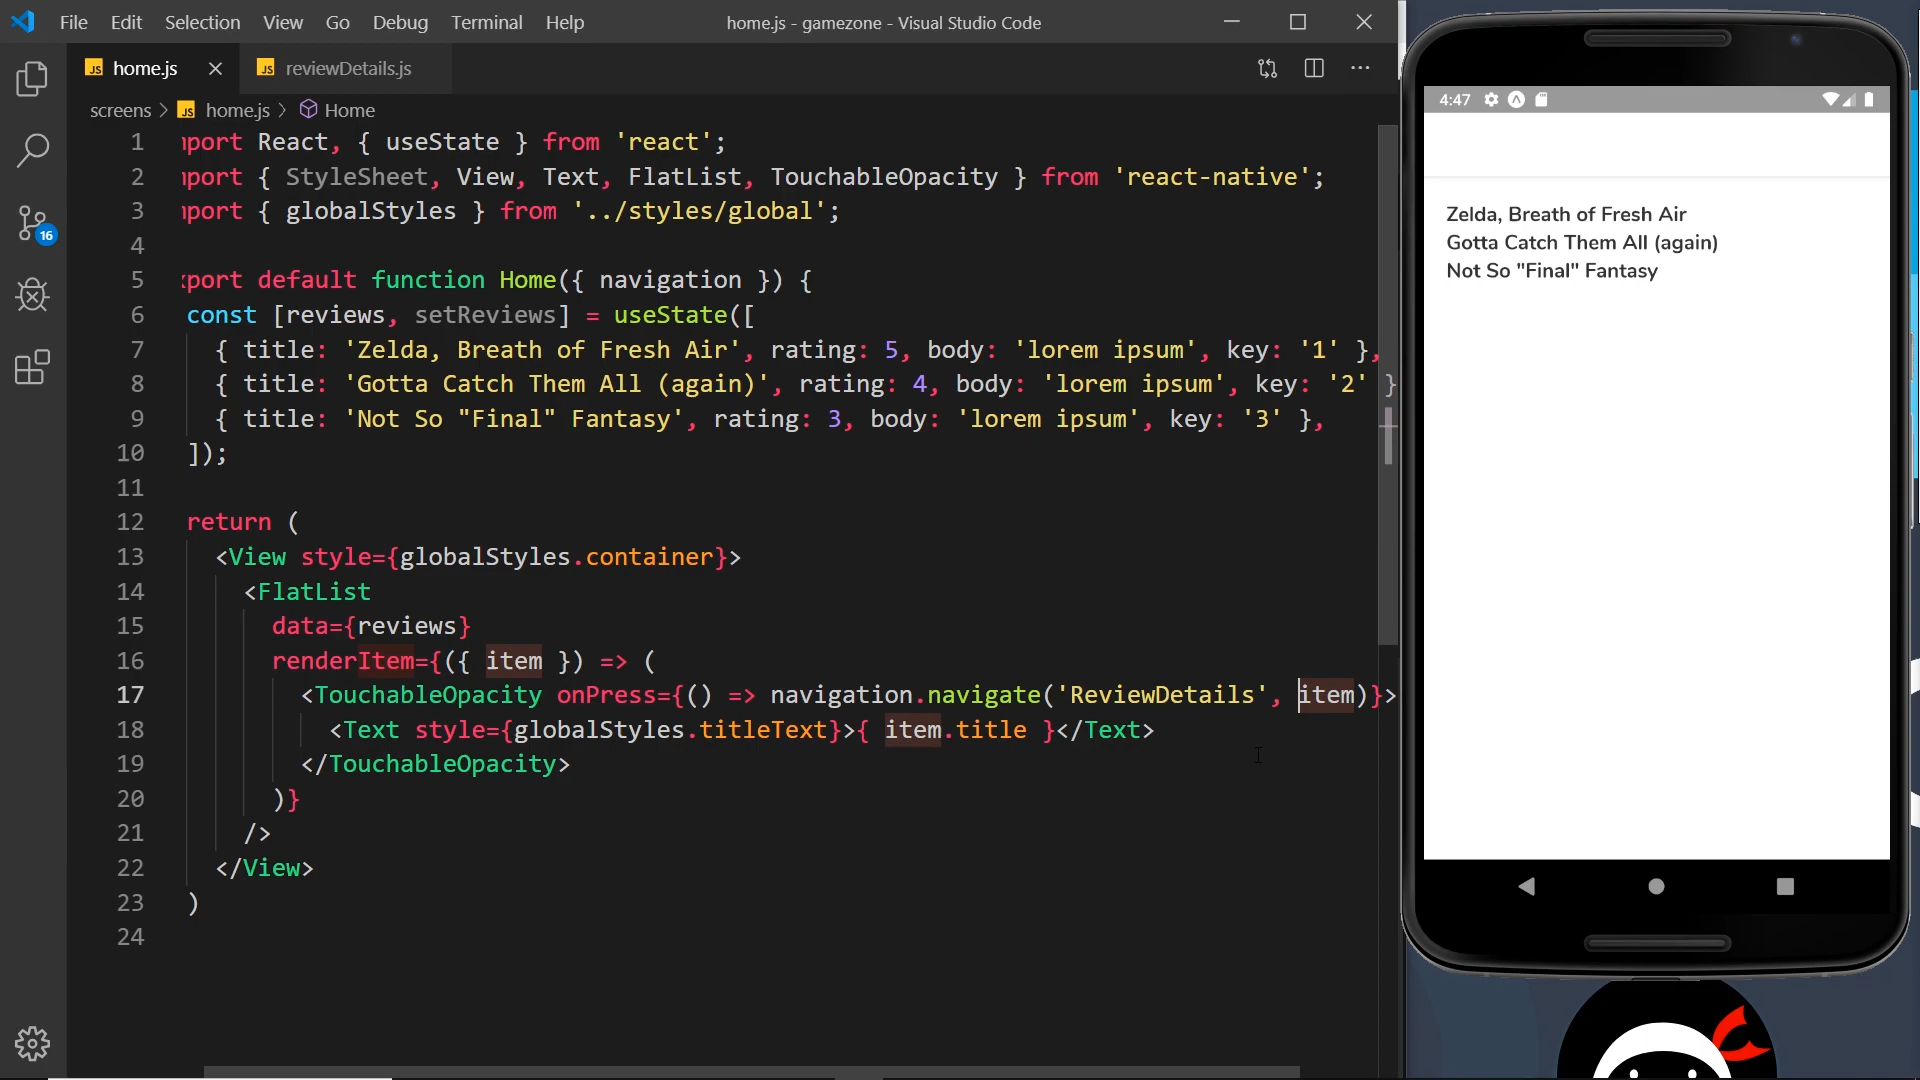 File Edit Selection View Go Debug Terminal Help home.js - gamezone - Visual Studio Code
JS home.js JS reviewDetails.js
screens > JS home.js > Home
1 mport React, { useState } from 'react';
2 mport { StyleSheet, View, Text, FlatList, TouchableOpacity } from 'react-native';
3 mport { globalStyles } from '../styles/global';
4
5 xport default function Home({ navigation }) {
6 const [reviews, setReviews] = useState([
7 { title: 'Zelda, Breath of Fresh Air', rating: 5, body: 'lorem ipsum', key: '1' },
8 { title: 'Gotta Catch Them All (again)', rating: 4, body: 'lorem ipsum', key: '2' }
9 { title: 'Not So "Final" Fantasy', rating: 3, body: 'lorem ipsum', key: '3' },
10 ]);
11
12 return (
13 <View style={globalStyles.container}>
14 <FlatList
15 data={reviews}
16 renderItem={({ item }) => (
17 <TouchableOpacity onPress={() => navigation.navigate('ReviewDetails', item)}>
18 <Text style={globalStyles.titleText}>{ item.title }</Text>
19 </TouchableOpacity>
20 )}
21 />
22 </View>
23 )
24
16
4:47
Zelda, Breath of Fresh Air
Gotta Catch Them All (again)
Not So "Final" Fantasy